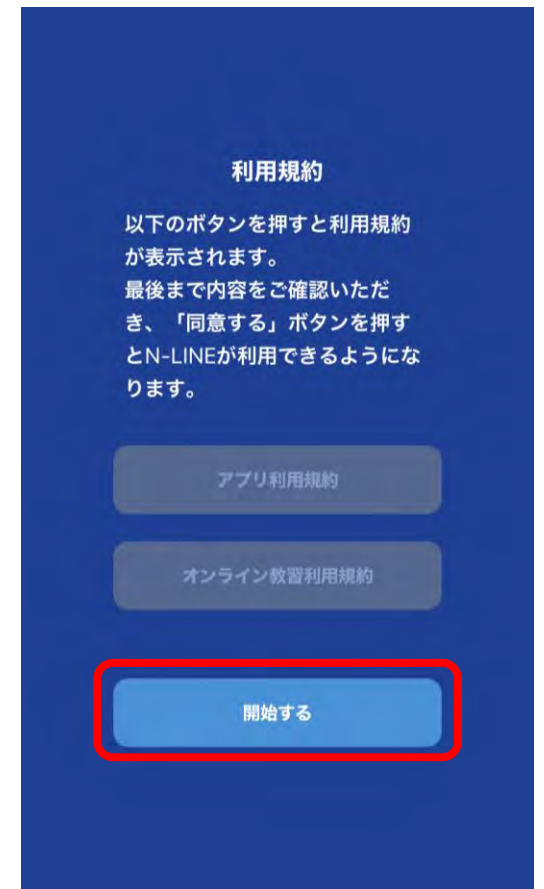 利用規約
以下のボタンを押すと利用規約
が表示されます。
最後まで内容をご確認いただ
き、「同意する」ボタンを押す
とN-LINEが利用できるようにな
ります。
アプリ利用規約
オンライン教習利用規約
開始する